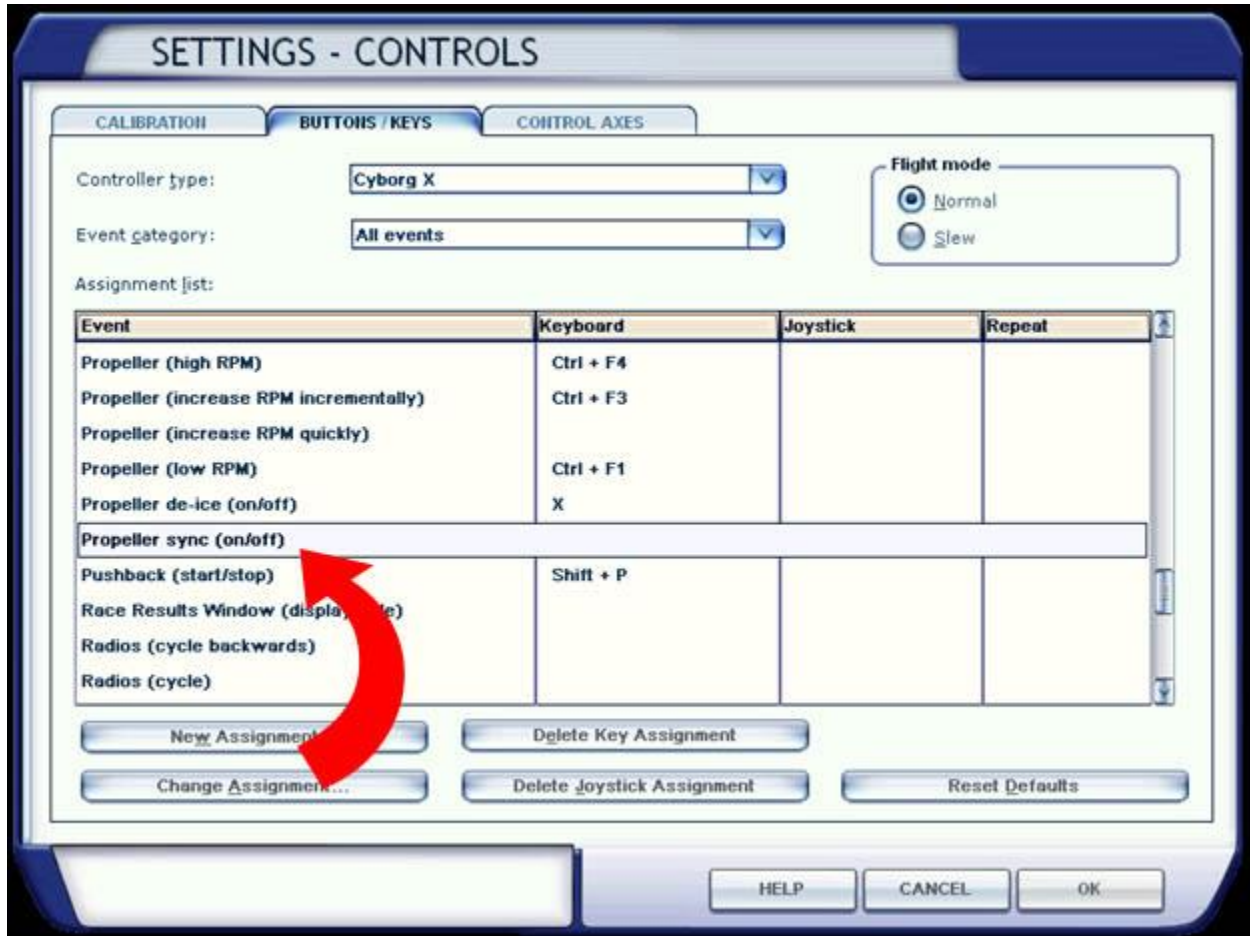 SETTINGS - CONTROLS
CALIBRATION BUTTONS / KEYS CONTROL AXES
Controller type: Cyborg X
Flight mode
Normal
Event category: All events
Slew
Assignment list:
Event Keyboard Joystick Repeat
Propeller (high RPM) Ctrl + F4
Propeller (increase RPM incrementally) Ctrl + F3
Propeller (increase RPM quickly)
Propeller (low RPM) Ctrl + F1
Propeller de-ice (on/off) X
Propeller sync (on/off)
Pushback (start/stop) Shift + P
Race Results Window
Radios (cycle backwards)
Radios (cycle)
New Assignment Delete Key Assignment
Change Assignment... Delete Joystick Assignment Reset Defaults
HELP CANCEL OK